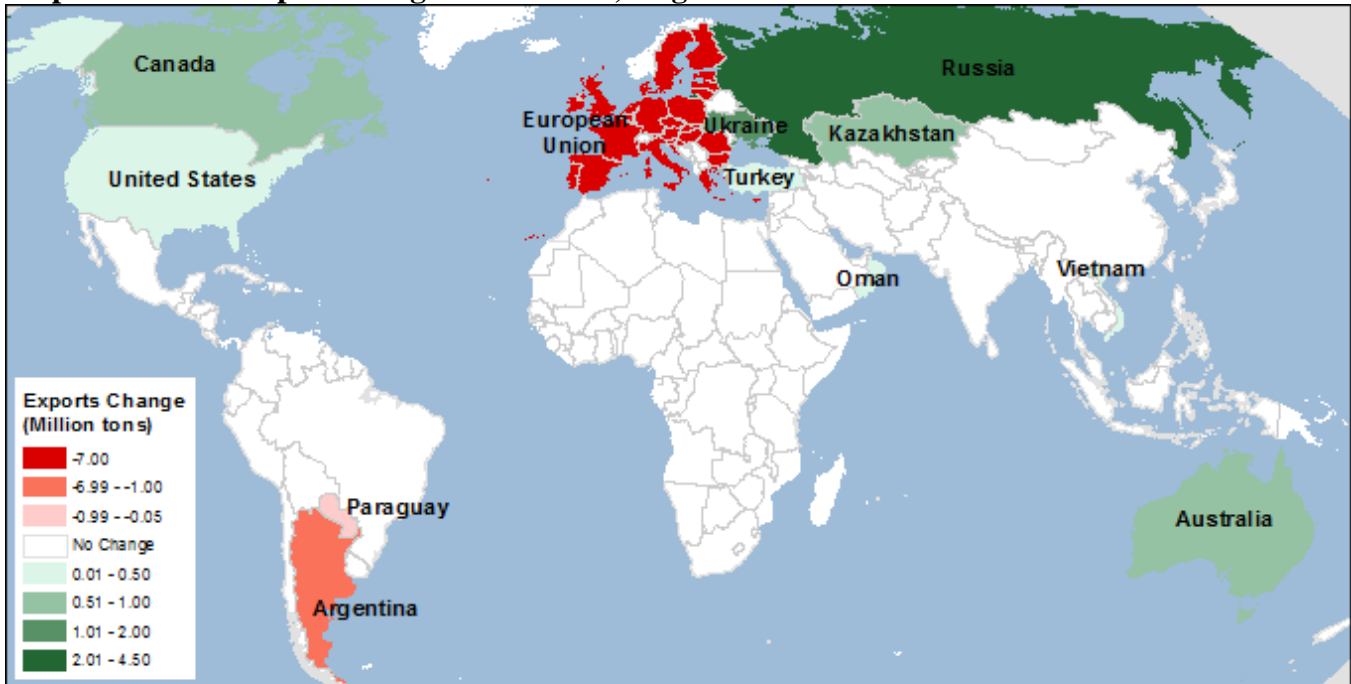 Canada
Russia
European
Union
Ukraine
Kazakhstan
United States
Turkey
Oman
Vietnam
Exports Change
(Million tons)
-7.00
-6.99 - -1.00
-0.99 - -0.05
No Change
0.01 - 0.50
0.51 - 1.00
1.01 - 2.00
2.01 - 4.50
Paraguay
Argentina
Australia